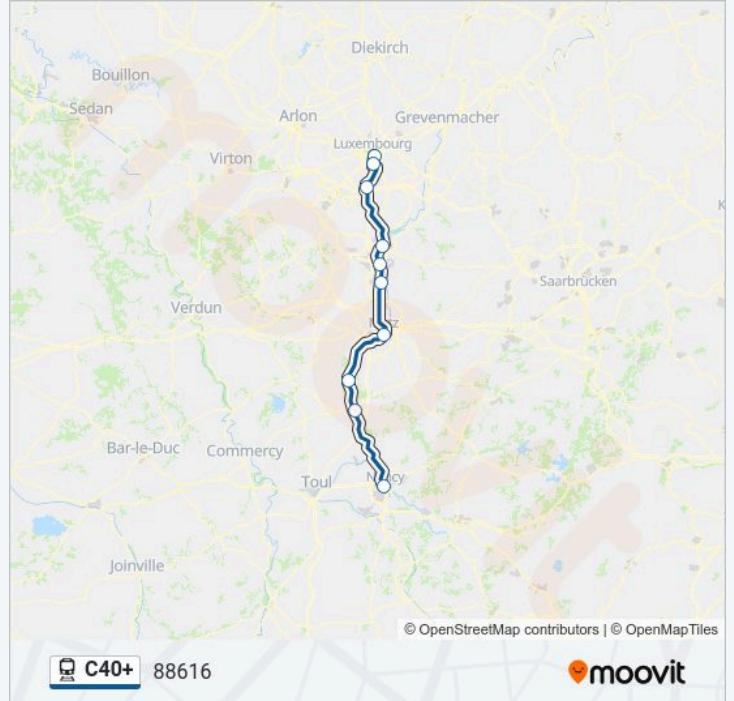 Diekirch
Bouillon
Sedan
Arlon
Grevenmacher
Luxembourg
Virton
K
Saarbrücken
Verdun
Bar-le-Duc
Commercy
Toul
Joinville
© OpenStreetMap contributors | © OpenMapTiles
C40+ 88616 moovit